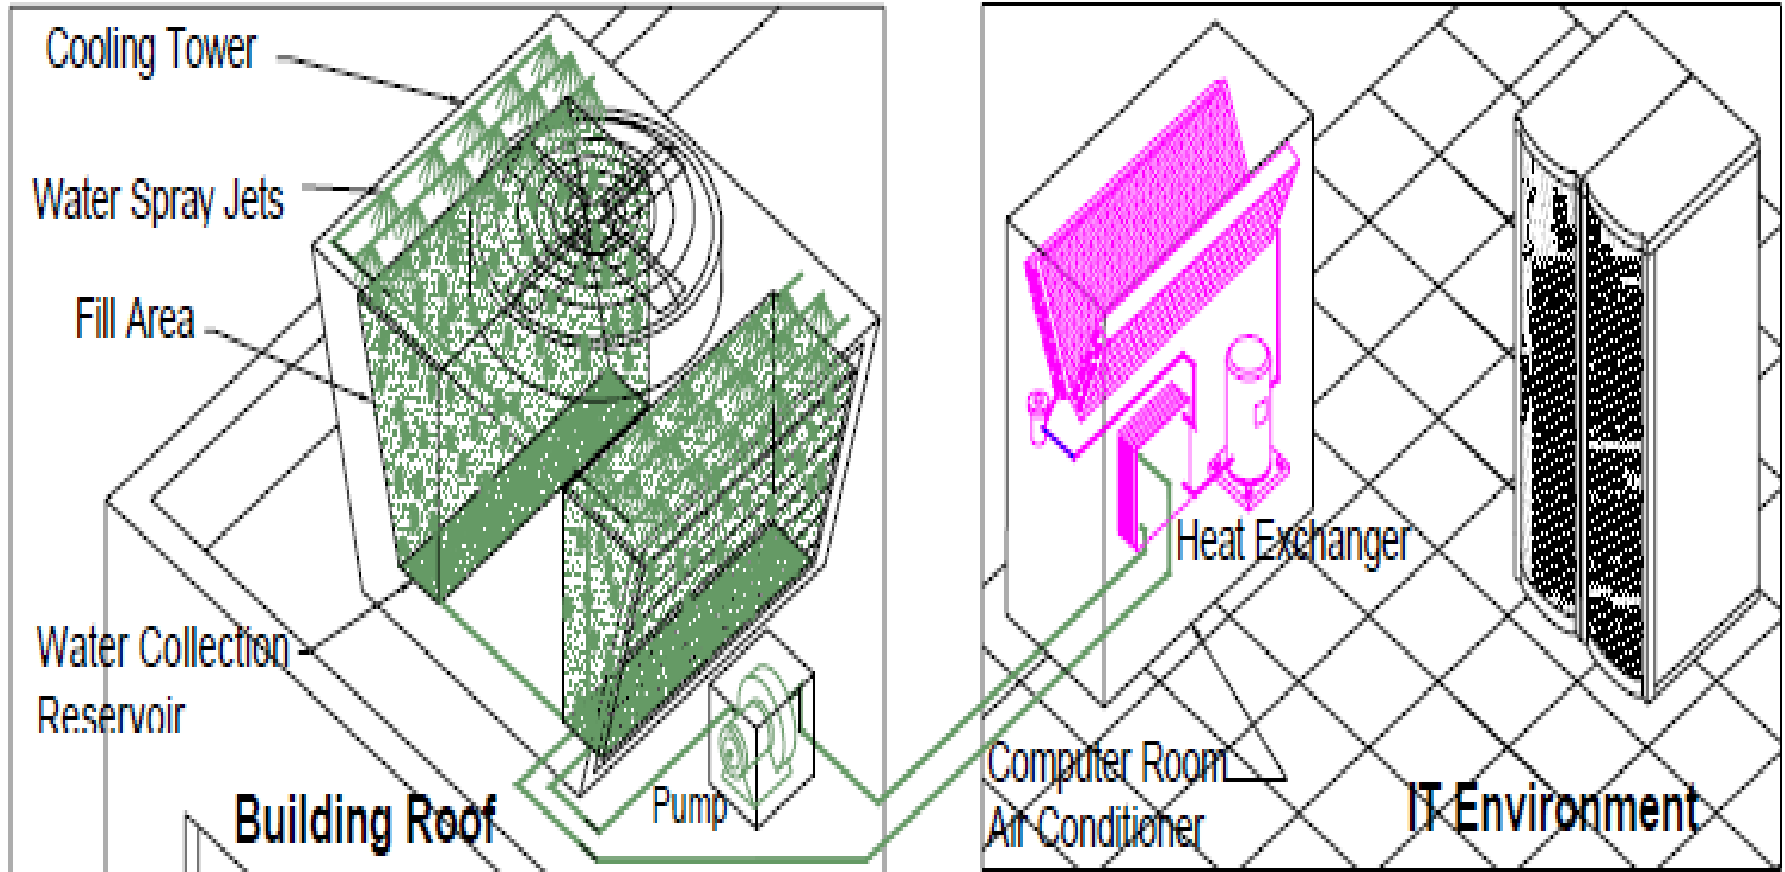 Cooling Tower
Water Spray Jets
Fill Area
Water Collection
Reservoir
Building Roof
Pump
Heat Exchanger
Computer Room
Air Conditioner
IT Environment